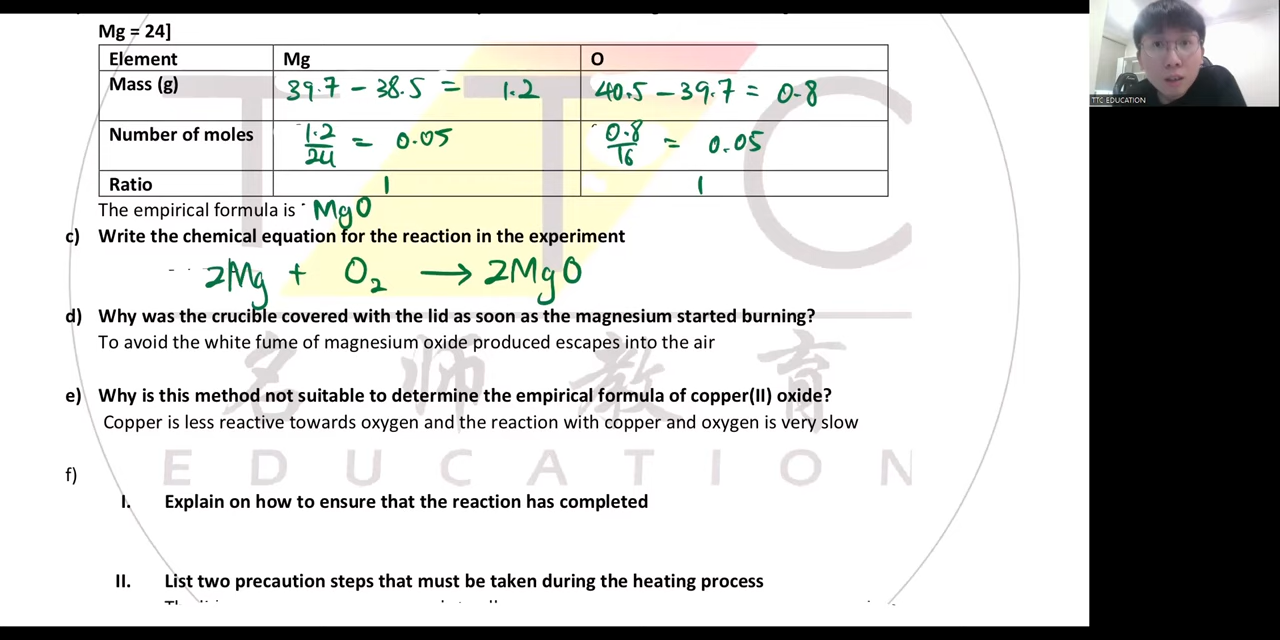 Mg = 24]
Element Mg O
Mass (g) 39.7 - 38.5 = 1.2 40.5 - 39.7 = 0.8
Number of moles 1.2/24 = 0.05 0.8/16 = 0.05
Ratio 1 1
The empirical formula is MgO
c) Write the chemical equation for the reaction in the experiment
2Mg + O₂ → 2MgO
d) Why was the crucible covered with the lid as soon as the magnesium started burning?
To avoid the white fume of magnesium oxide produced escapes into the air
e) Why is this method not suitable to determine the empirical formula of copper(II) oxide?
Copper is less reactive towards oxygen and the reaction with copper and oxygen is very slow
f)
I. Explain on how to ensure that the reaction has completed
II. List two precaution steps that must be taken during the heating process
TTC
名师教育
EDUCATION
TTC EDUCATION